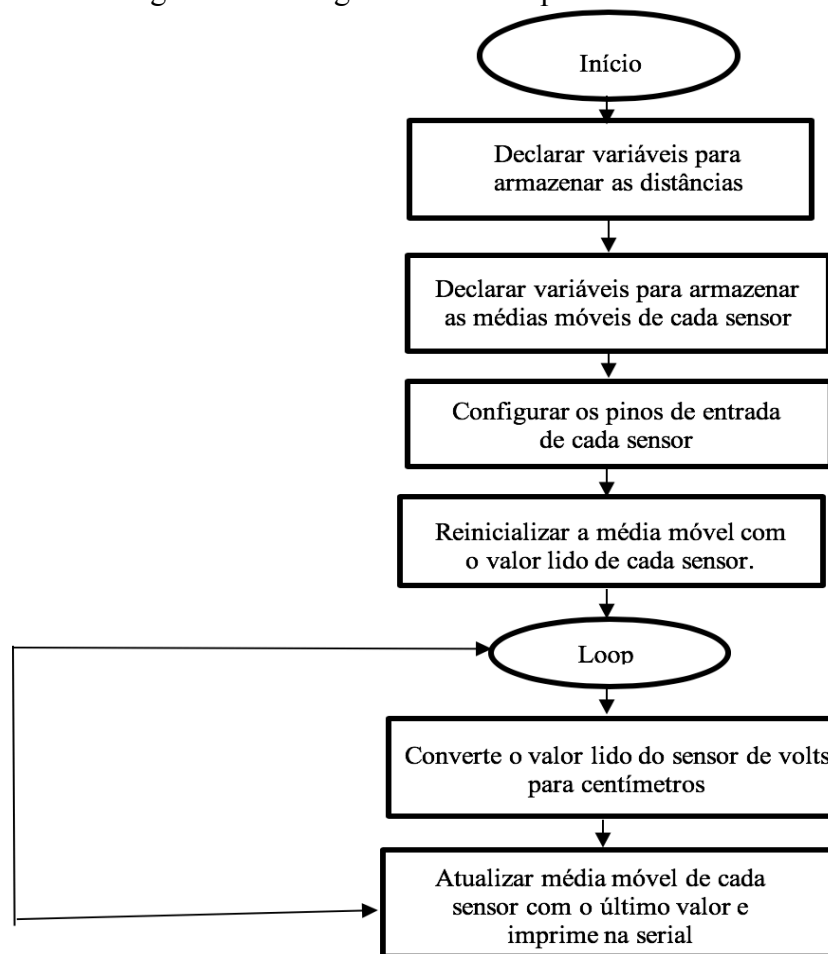 Início
Declarar variáveis para
armazenar as distâncias
Declarar variáveis para armazenar
as médias móveis de cada sensor
Configurar os pinos de entrada
de cada sensor
Reinicializar a média móvel com
o valor lido de cada sensor.
Loop
Converte o valor lido do sensor de volts
para centímetros
Atualizar média móvel de cada
sensor com o último valor e
imprime na serial